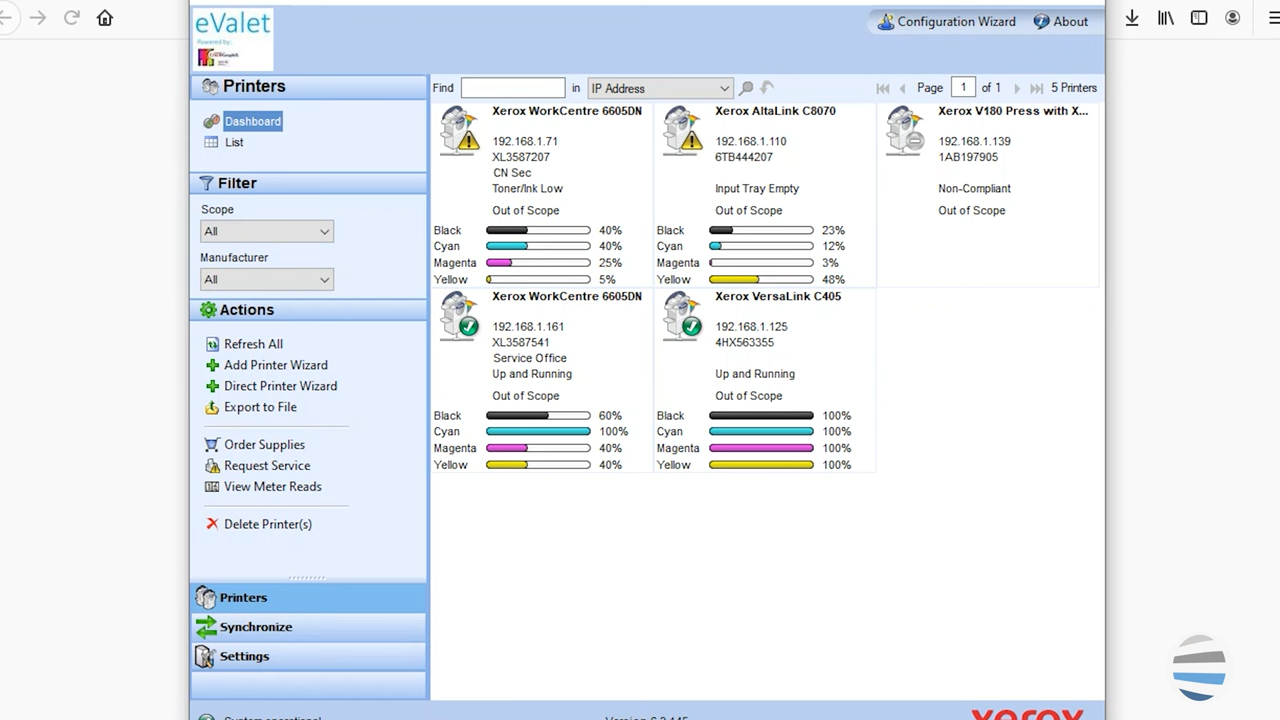 eValet
Powered by:
Configuration Wizard
About
Printers
Dashboard
List
Filter
Scope
All
Manufacturer
All
Actions
Refresh All
Add Printer Wizard
Direct Printer Wizard
Export to File
Order Supplies
Request Service
View Meter Reads
Delete Printer(s)
Printers
Synchronize
Settings
Find in IP Address Page 1 of 1 5 Printers
Xerox WorkCentre 6605DN
192.168.1.71
XL3587207
CN Sec
Toner/Ink Low
Out of Scope
Black 40%
Cyan 40%
Magenta 25%
Yellow 5%
Xerox AltaLink C8070
192.168.1.110
6TB444207
Input Tray Empty
Out of Scope
Black 23%
Cyan 12%
Magenta 3%
Yellow 48%
Xerox V180 Press with X...
192.168.1.139
1AB197905
Non-Compliant
Out of Scope
Xerox WorkCentre 6605DN
192.168.1.161
XL3587541
Service Office
Up and Running
Out of Scope
Black 60%
Cyan 100%
Magenta 40%
Yellow 40%
Xerox VersaLink C405
192.168.1.125
4HX563355
Up and Running
Out of Scope
Black 100%
Cyan 100%
Magenta 100%
Yellow 100%
System operational
xerox